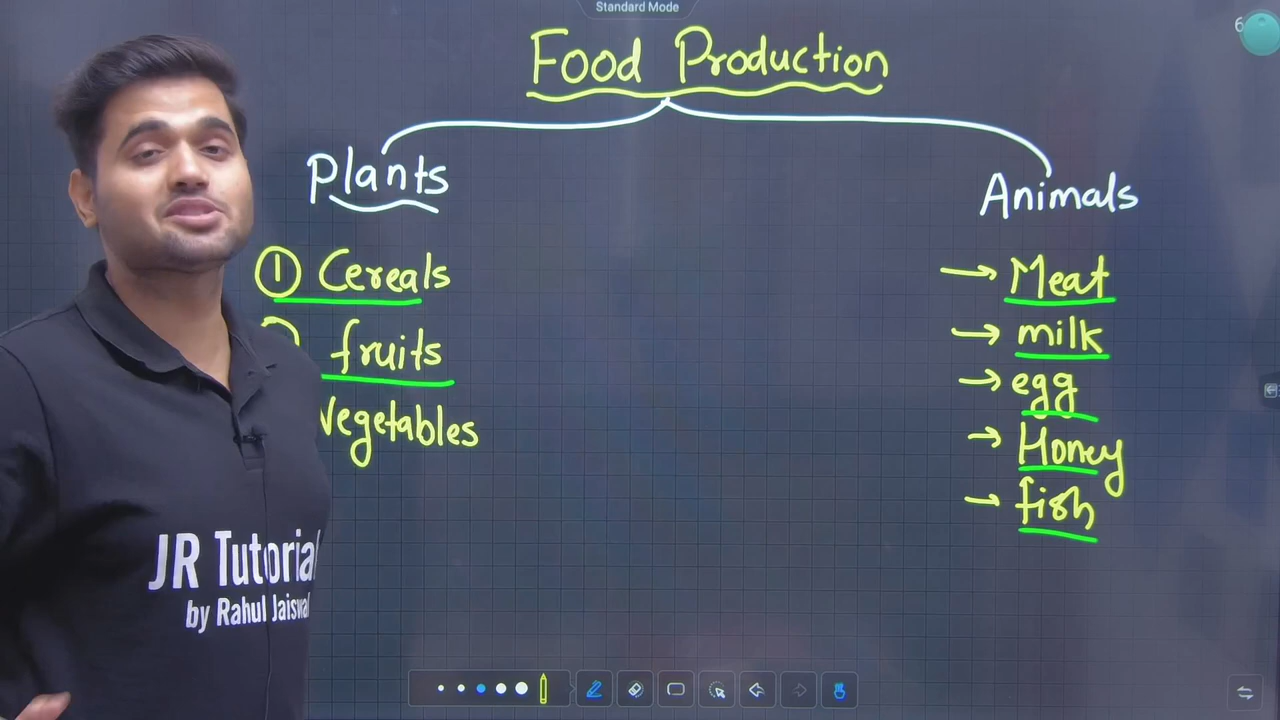 Standard Mode
6
Food Production
Plants
Animals
1 Cereals
fruits
Vegetables
→ Meat
→ milk
→ egg
→ Honey
→ fish
JR Tutorial
by Rahul Jaiswal